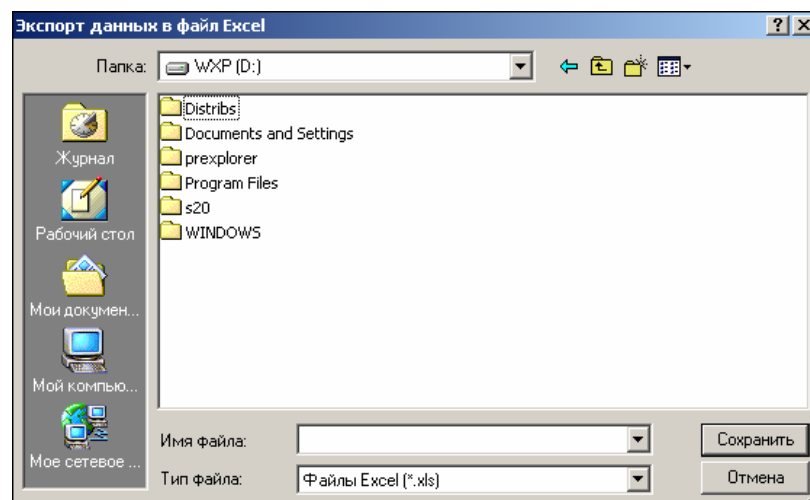 Экспорт данных в файл Excel
Папка: WXP (D:)
Журнал
Рабочий стол
Мои докумен...
Мой компью...
Мое сетевое ...
Distribs
Documents and Settings
prexplorer
Program Files
s20
WINDOWS
Имя файла:
Сохранить
Тип файла: Файлы Excel (*.xls)
Отмена